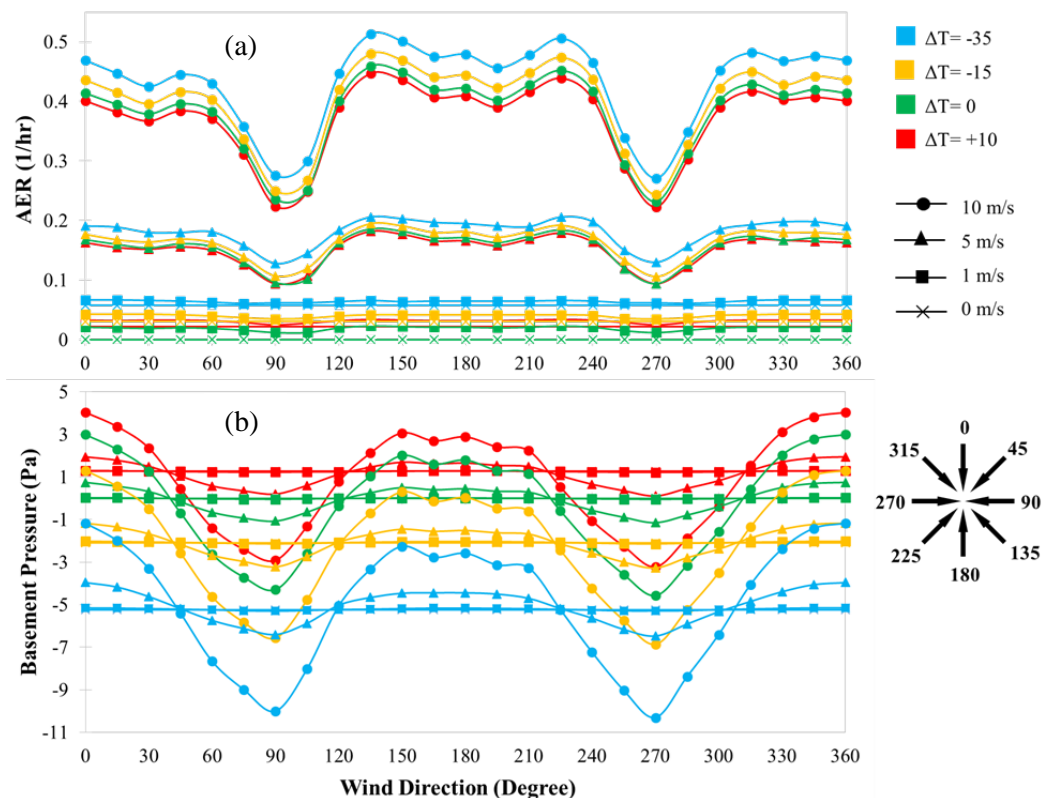 (a)
AER (1/hr)
0.5
0.4
0.3
0.2
0.1
0
0 30 60 90 120 150 180 210 240 270 300 330 360
ΔT= -35
ΔT= -15
ΔT= 0
ΔT= +10
10 m/s
5 m/s
1 m/s
0 m/s
(b)
Basement Pressure (Pa)
5
3
1
-1
-3
-5
-7
-9
-11
0 30 60 90 120 150 180 210 240 270 300 330 360
Wind Direction (Degree)
0
315 45
270 90
225 135
180